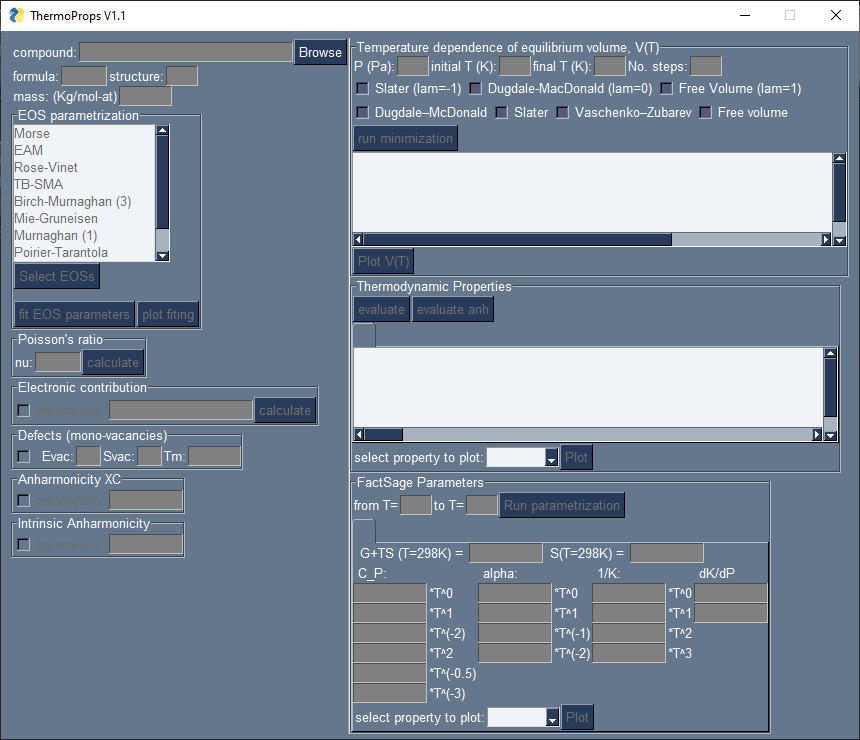 ThermoProps V1.1
compound:
Browse
formula:
structure:
mass: (Kg/mol-at)
EOS parametrization
Morse
EAM
Rose-Vinet
TB-SMA
Birch-Murnaghan (3)
Mie-Gruneisen
Murnaghan (1)
Poirier-Tarantola
Select EOSs
fit EOS parameters
plot fiting
Poisson's ratio
nu:
calculate
Electronic contribution
parameters:
calculate
Defects (mono-vacancies)
Evac:
Svac:
Tm:
Anharmonicity XC
parameters:
Intrinsic Anharmonicity
parameters:
Temperature dependence of equilibrium volume, V(T)
P (Pa):
initial T (K):
final T (K):
No. steps:
Slater (lam=-1)
Dugdale-MacDonald (lam=0)
Free Volume (lam=1)
Dugdale–McDonald
Slater
Vaschenko–Zubarev
Free volume
run minimization
Plot V(T)
Thermodynamic Properties
evaluate
evaluate anh
select property to plot:
Plot
FactSage Parameters
from T=
to T=
Run parametrization
G+TS (T=298K) =
S(T=298K) =
C_P:
alpha:
1/K:
dK/dP
*T^0
*T^0
*T^0
*T^1
*T^1
*T^1
*T^(-2)
*T^(-1)
*T^2
*T^2
*T^(-2)
*T^3
*T^(-0.5)
*T^(-3)
select property to plot:
Plot